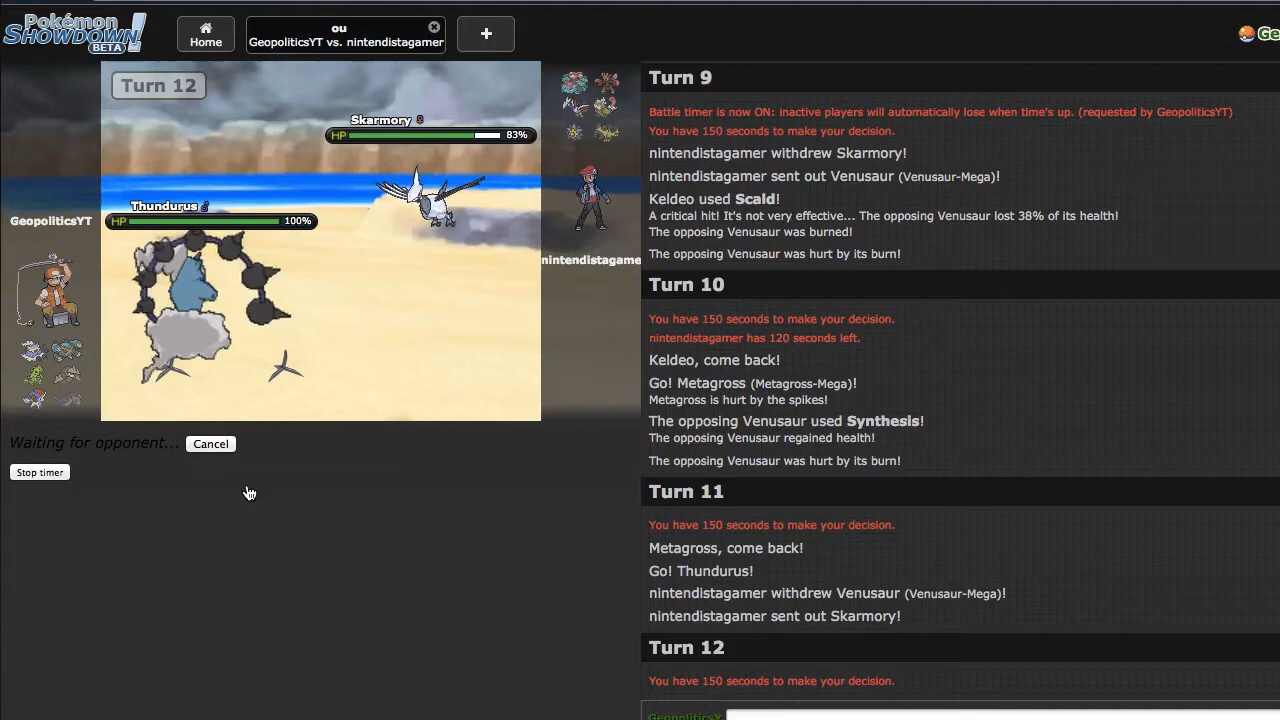 Pokémon
SHOWDOWN!
BETA
Home
ou
GeopoliticsYT vs. nintendistagamer
+
Ge
Turn 12
Skarmory
HP 83%
Thundurus
HP 100%
GeopoliticsYT
nintendistagame
Waiting for opponent... Cancel
Stop timer
Turn 9
Battle timer is now ON: inactive players will automatically lose when time's up. (requested by GeopoliticsYT)
You have 150 seconds to make your decision.
nintendistagamer withdrew Skarmory!
nintendistagamer sent out Venusaur (Venusaur-Mega)!
Keldeo used Scald!
A critical hit! It's not very effective... The opposing Venusaur lost 38% of its health!
The opposing Venusaur was burned!
The opposing Venusaur was hurt by its burn!
Turn 10
You have 150 seconds to make your decision.
nintendistagamer has 120 seconds left.
Keldeo, come back!
Go! Metagross (Metagross-Mega)!
Metagross is hurt by the spikes!
The opposing Venusaur used Synthesis!
The opposing Venusaur regained health!
The opposing Venusaur was hurt by its burn!
Turn 11
You have 150 seconds to make your decision.
Metagross, come back!
Go! Thundurus!
nintendistagamer withdrew Venusaur (Venusaur-Mega)!
nintendistagamer sent out Skarmory!
Turn 12
You have 150 seconds to make your decision.
GeopoliticsY